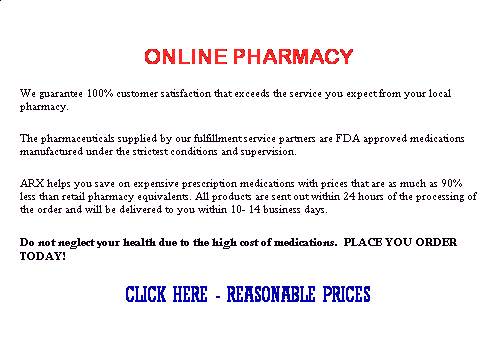 ONLINE PHARMACY
We guarantee 100% customer satisfaction that exceeds the service you expect from your local
pharmacy.
The pharmaceuticals supplied by our fulfillment service partners are FDA approved medications
manufactured under the strictest conditions and supervision.
ARX helps you save on expensive prescription medications with prices that are as much as 90%
less than retail pharmacy equivalents. All products are sent out within 24 hours of the processing of
the order and will be delivered to you within 10- 14 business days.
Do not neglect your health due to the high cost of medications. PLACE YOU ORDER
TODAY!
CLICK HERE - REASONABLE PRICES